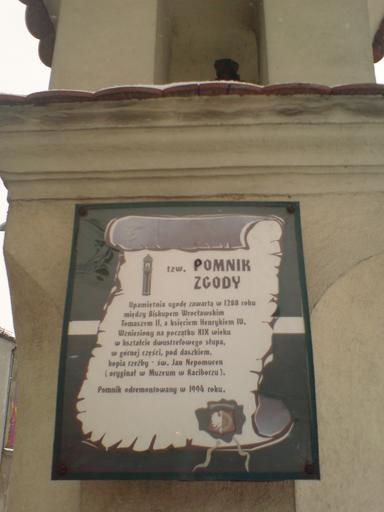 tzw. POMNIK
ZGODY
Upamiętnia ugodę zawartą w 1288 roku
między Biskupem Wrocławskim
Tomaszem II, a księciem Henrykiem IV.
Wzniesiony na początku XIX wieku
w kształcie dwustrefowego słupa,
w górnej części, pod daszkiem,
kopia rzeźby - św. Jan Nepomucen
(oryginał w Muzeum w Raciborzu).
Pomnik odremontowany w 1994 roku.